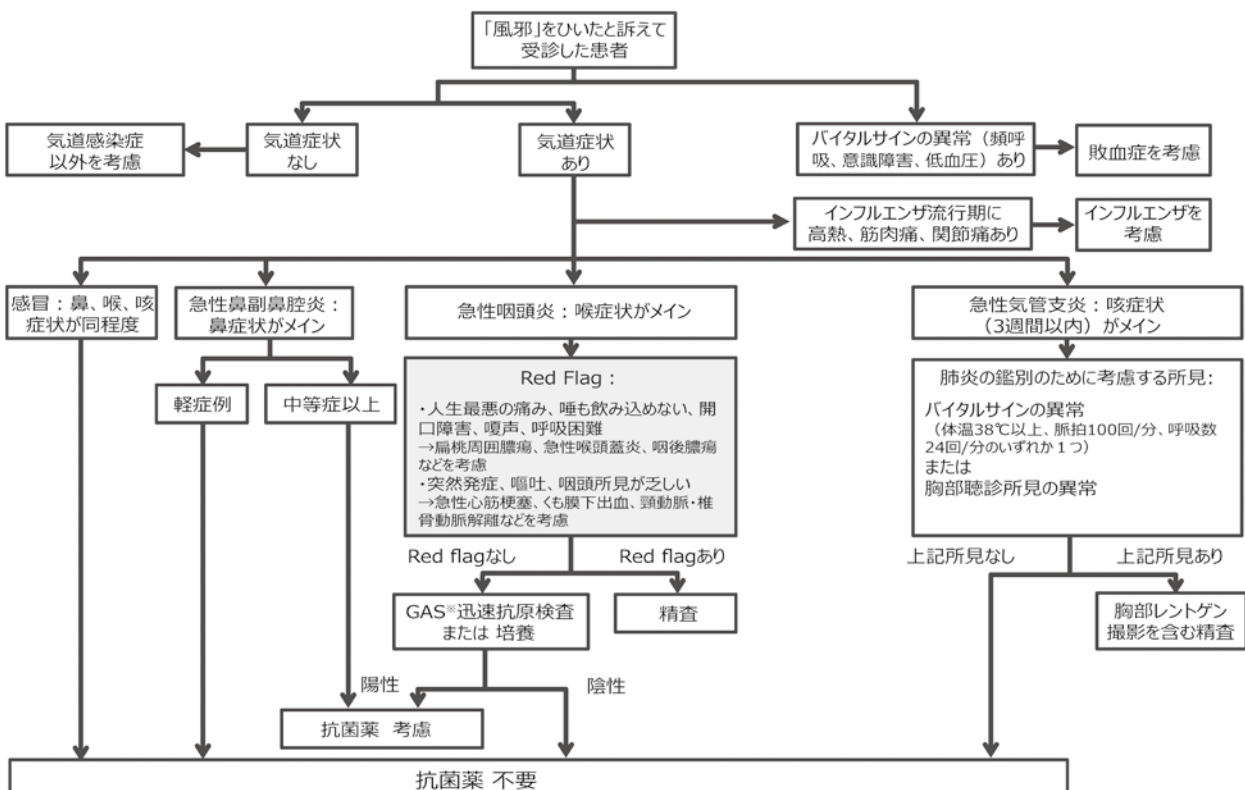 「風邪」をひいたと訴えて
受診した患者
気道感染症
以外を考慮
気道症状
なし
気道症状
あり
バイタルサインの異常（頻呼
吸、意識障害、低血圧）あり
敗血症を考慮
インフルエンザ流行期に
高熱、筋肉痛、関節痛あり
インフルエンザを
考慮
感冒：鼻、喉、咳
症状が同程度
急性鼻副鼻腔炎：
鼻症状がメイン
急性咽頭炎：喉症状がメイン
急性気管支炎：咳症状
（3週間以内）がメイン
軽症例
中等症以上
Red Flag：
・人生最悪の痛み、唾も飲み込めない、開
口障害、嗄声、呼吸困難
→扁桃周囲膿瘍、急性喉頭蓋炎、咽後膿瘍
などを考慮
・突然発症、嘔吐、咽頭所見が乏しい
→急性心筋梗塞、くも膜下出血、頸動脈・椎
骨動脈解離などを考慮
肺炎の鑑別のために考慮する所見：
バイタルサインの異常
（体温38℃以上、脈拍100回/分、呼吸数
24回/分のいずれか１つ）
または
胸部聴診所見の異常
Red flagなし
Red flagあり
上記所見なし
上記所見あり
GAS※迅速抗原検査
または 培養
精査
胸部レントゲン
撮影を含む精査
陽性
陰性
抗菌薬 考慮
抗菌薬 不要